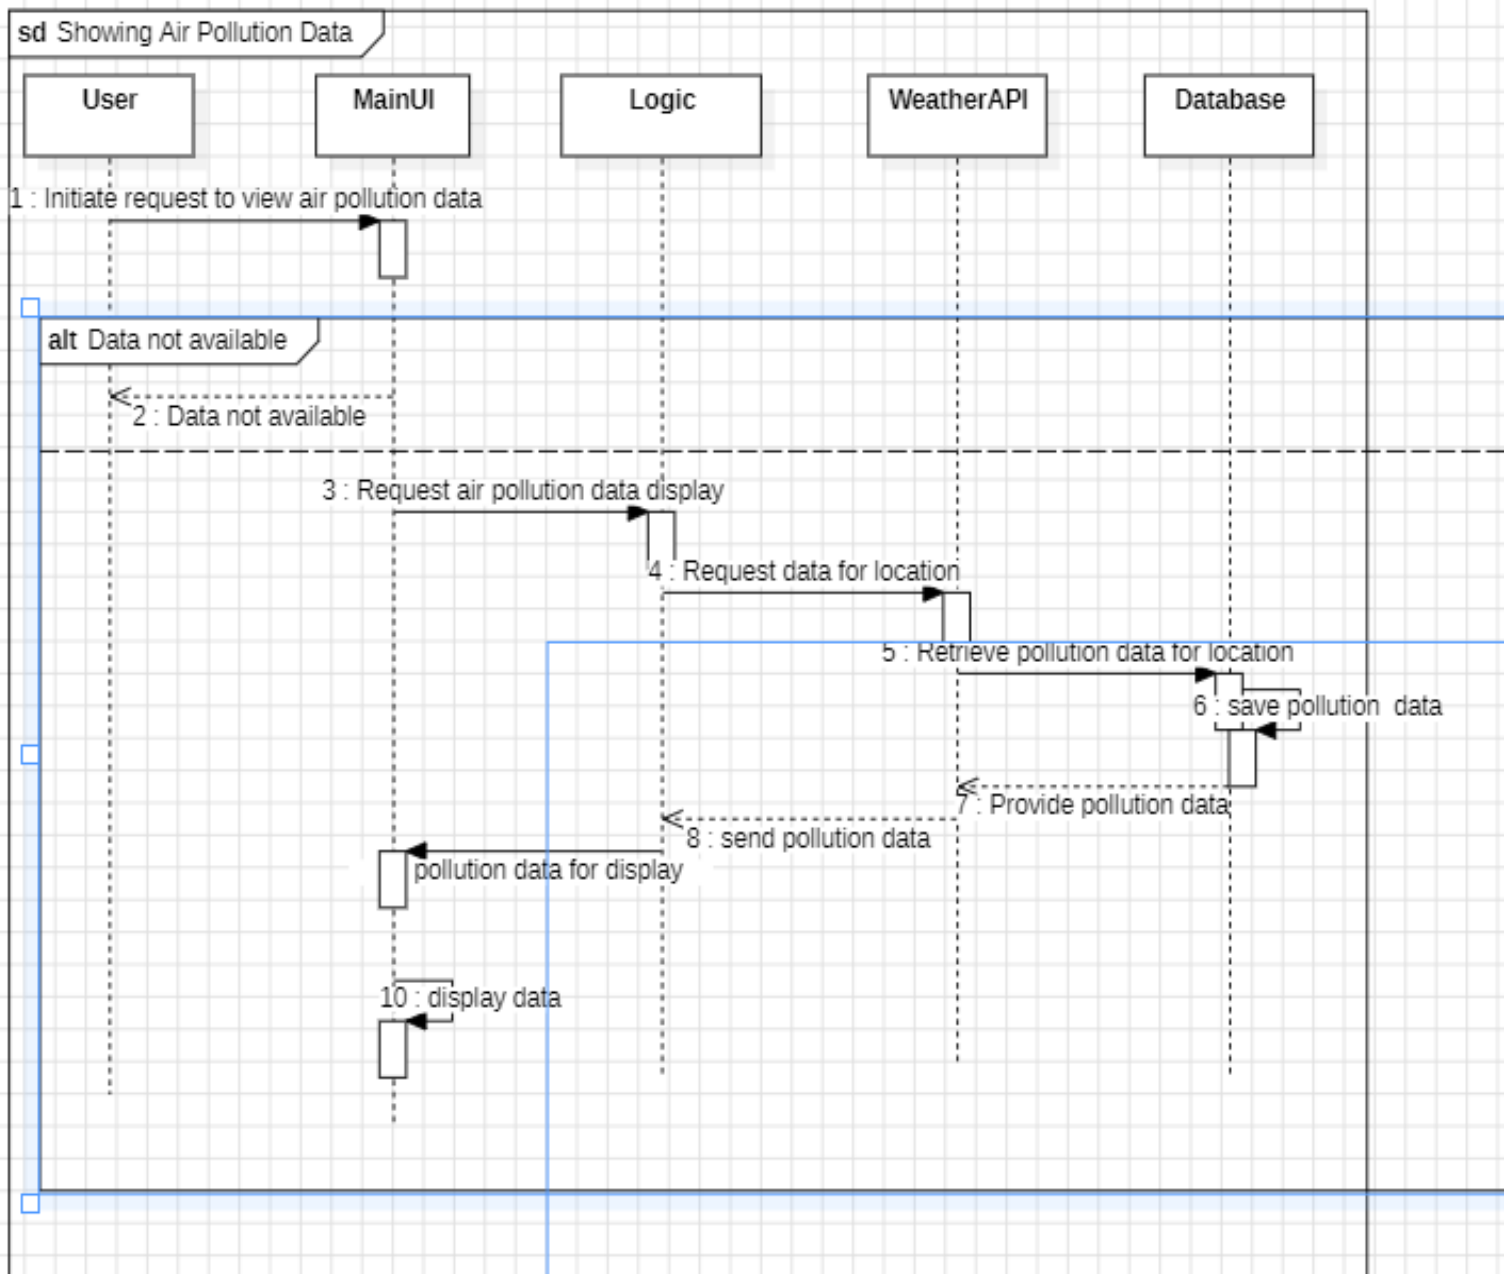 sd Showing Air Pollution Data
User
MainUI
Logic
WeatherAPI
Database
1 : Initiate request to view air pollution data
alt Data not available
2 : Data not available
3 : Request air pollution data display
4 : Request data for location
5 : Retrieve pollution data for location
6 : save pollution  data
7 : Provide pollution data
8 : send pollution data
pollution data for display
10 : display data